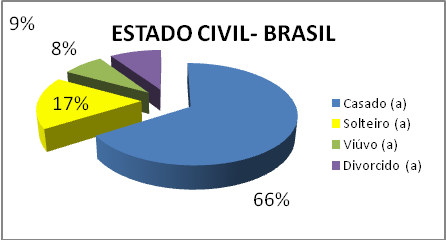 9%
ESTADO CIVIL- BRASIL
8%
17%
66%
Casado (a)
Solteiro (a)
Viúvo (a)
Divorcido (a)